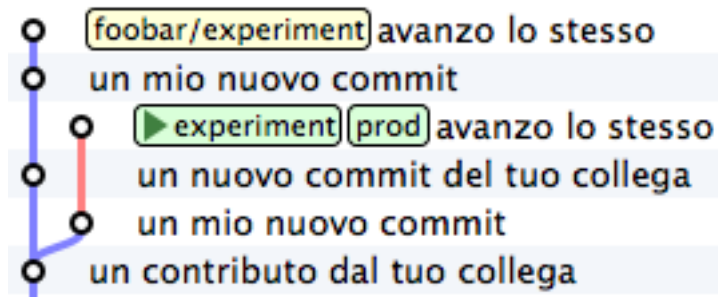 foobar/experiment avanzo lo stesso
un mio nuovo commit
experiment prod avanzo lo stesso
un nuovo commit del tuo collega
un mio nuovo commit
un contributo dal tuo collega